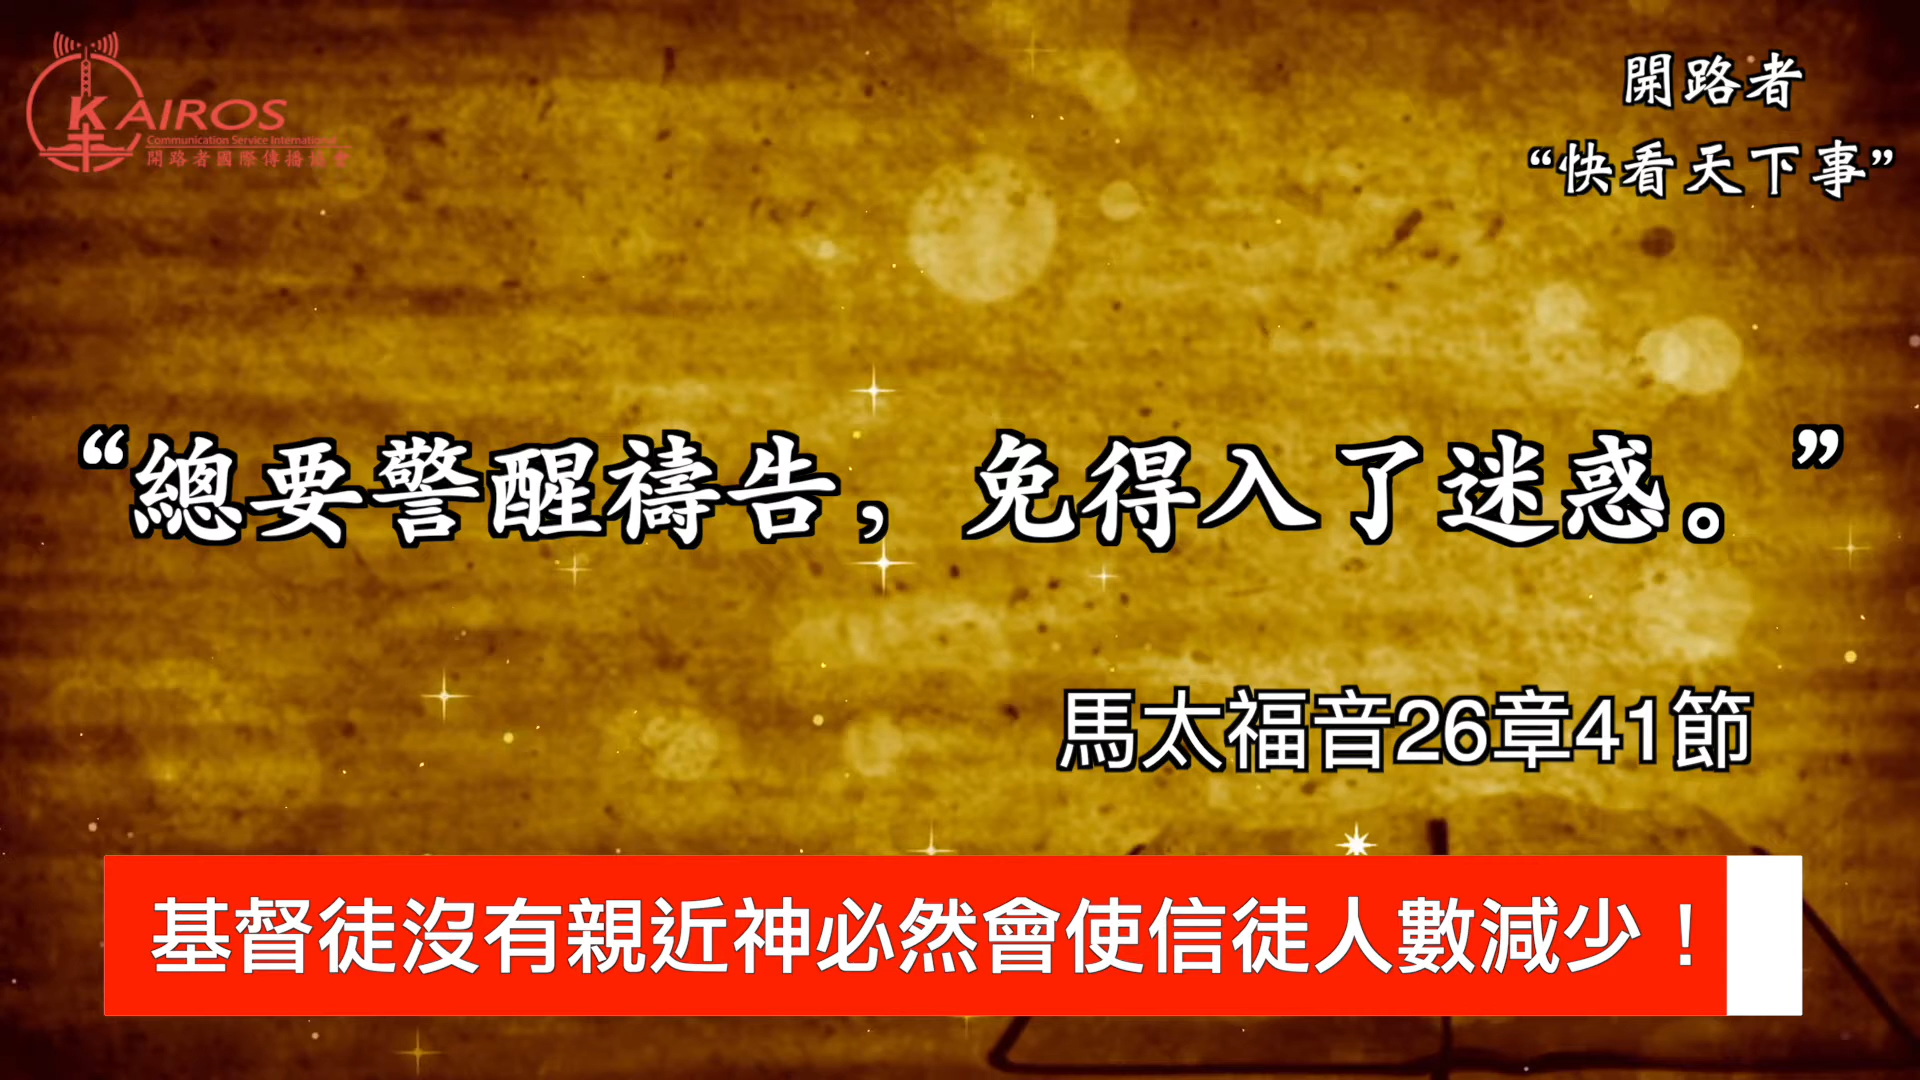 KAIROS
Communication Service International
開路者國際傳播協會
開路者
“快看天下事”
“總要警醒禱告，免得入了迷惑。”
馬太福音26章41節
基督徒沒有親近神必然會使信徒人數減少！